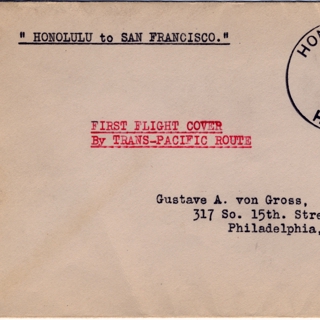 " HONOLULU to SAN FRANCISCO."
HO
H
FIRST FLIGHT COVER
By TRANS-PACIFIC ROUTE
Gustave A. von Gross,
317 So. 15th. Stre
Philadelphia,